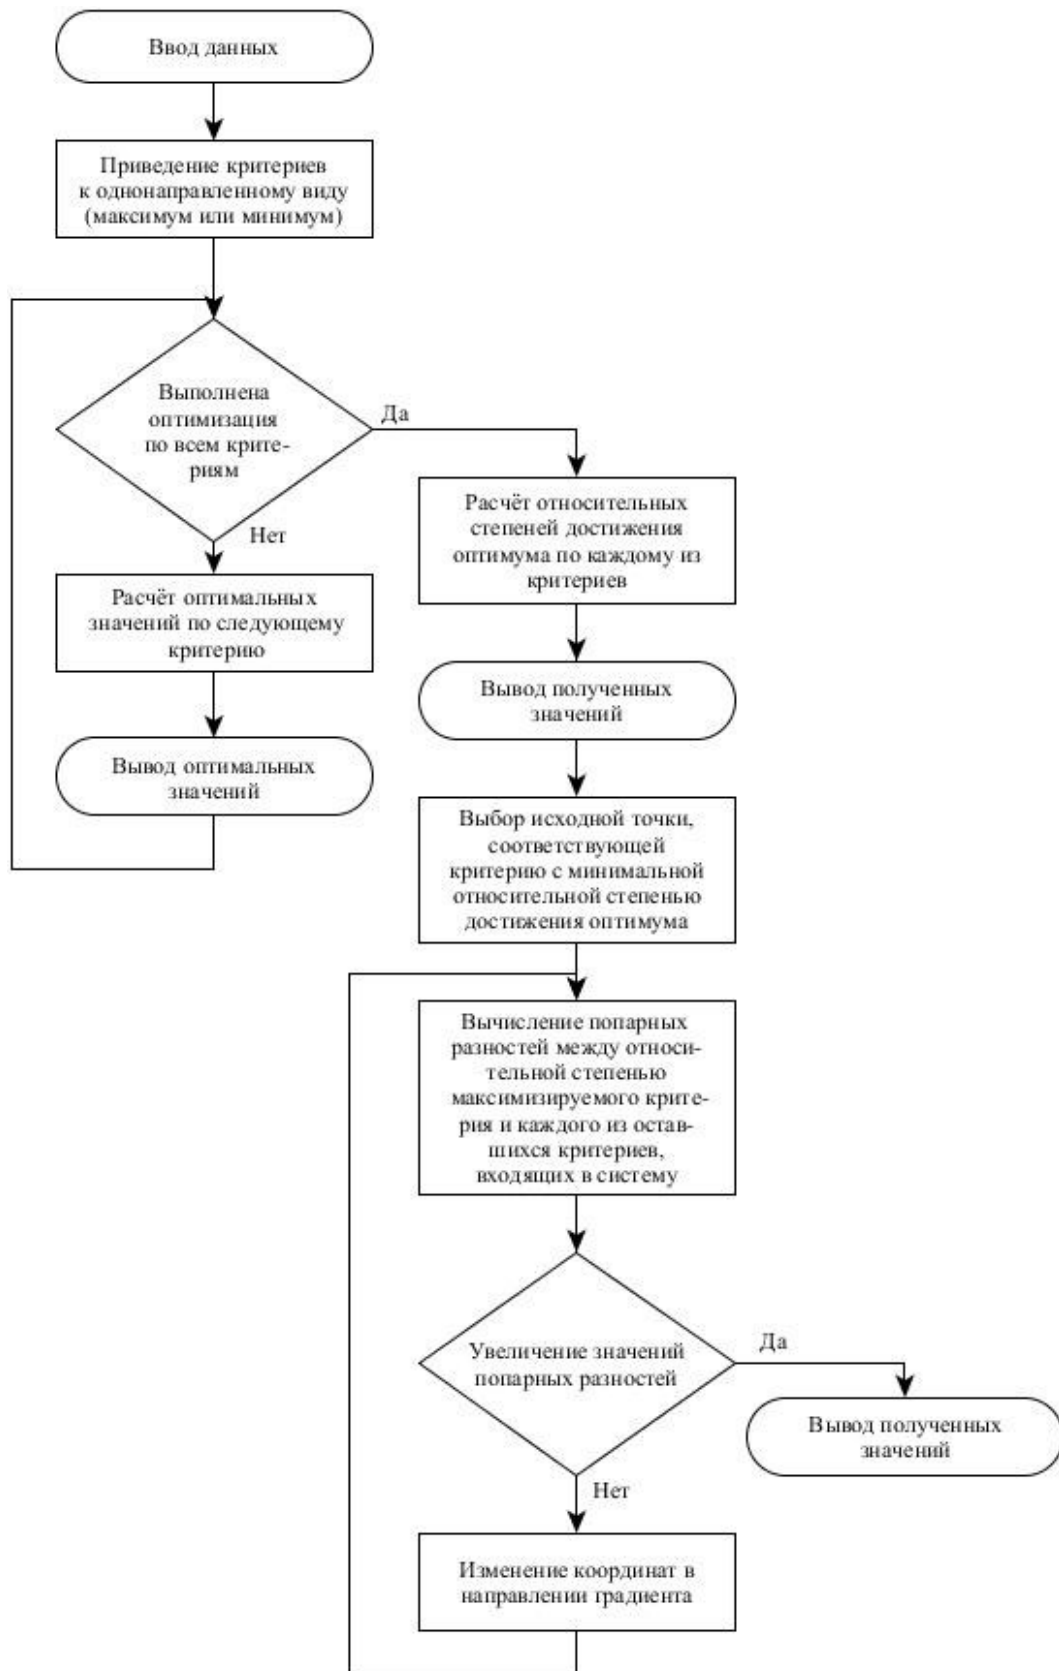 Ввод данных
Приведение критериев
к однонаправленному виду
(максимум или минимум)
Выполнена
оптимизация
по всем крите-
риям
Да
Нет
Расчёт оптимальных
значений по следующему
критерию
Вывод оптимальных
значений
Расчёт относительных
степеней достижения
оптимума по каждому из
критериев
Вывод полученных
значений
Выбор исходной точки,
соответствующей
критерию с минимальной
относительной степенью
достижения оптимума
Вычисление попарных
разностей между относи-
тельной степенью
максимизируемого крите-
рия и каждого из остав-
шихся критериев,
входящих в систему
Увеличение значений
попарных разностей
Да
Вывод полученных
значений
Нет
Изменение координат в
направлении градиента